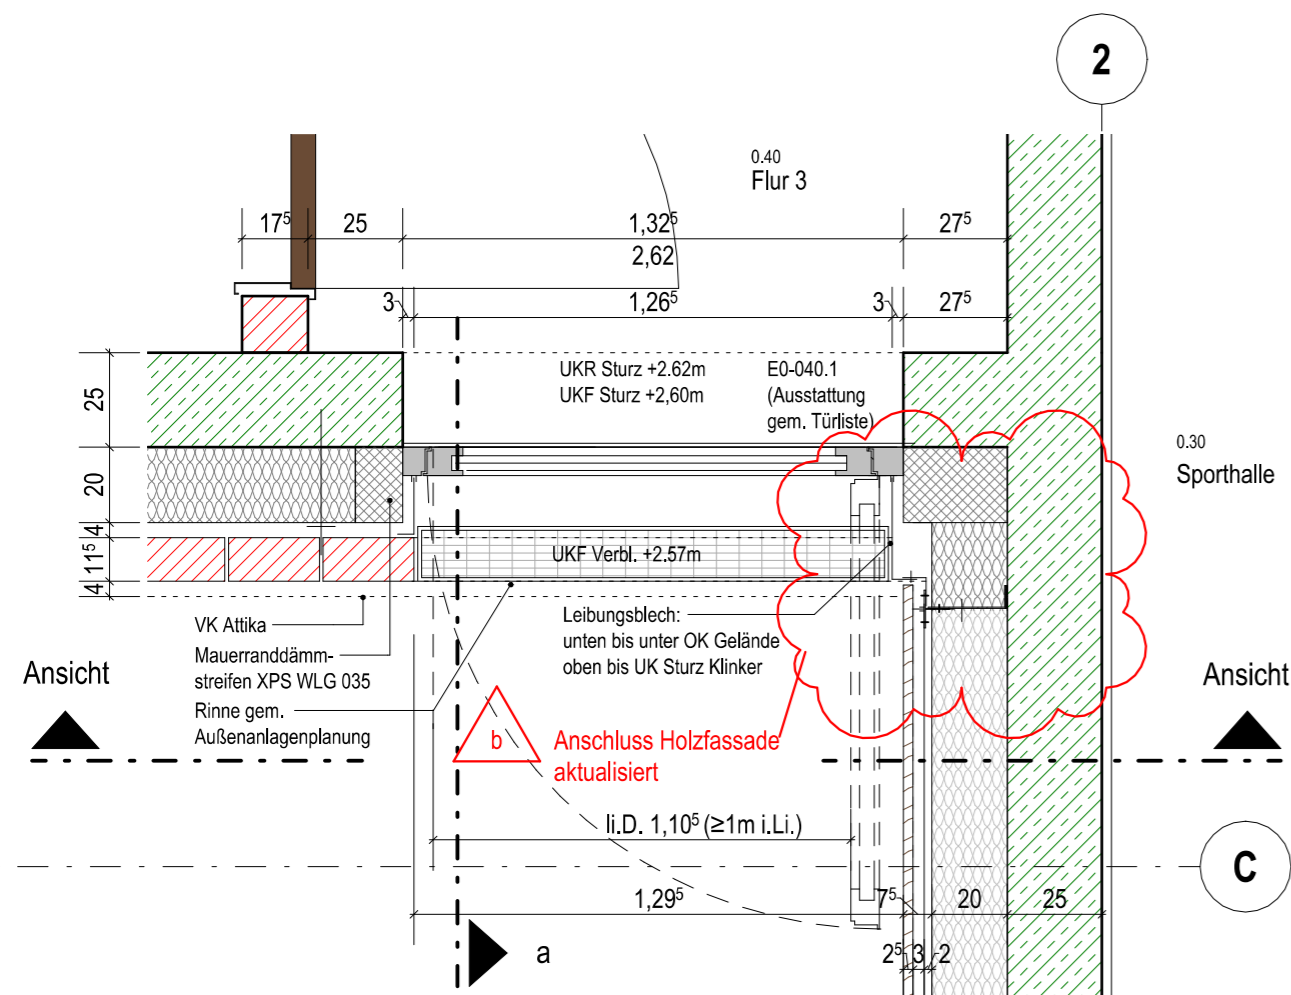 2
0.40
Flur 3
17⁵
25
1,32⁵
2,62
27⁵
3
1,26⁵
3
27⁵
UKR Sturz +2.62m
UKF Sturz +2,60m
E0-040.1
(Ausstattung
gem. Türliste)
25
20
4
11⁵
4
0.30
Sporthalle
UKF Verbl. +2.57m
VK Attika
Mauerranddämm-
streifen XPS WLG 035
Rinne gem.
Außenanlagenplanung
Leibungsblech:
unten bis unter OK Gelände
oben bis UK Sturz Klinker
Ansicht
Ansicht
b
Anschluss Holzfassade
aktualisiert
li.D. 1,10⁵ (≥1m i.Li.)
C
1,29⁵
7⁵
20
25
a
2⁵
3
2